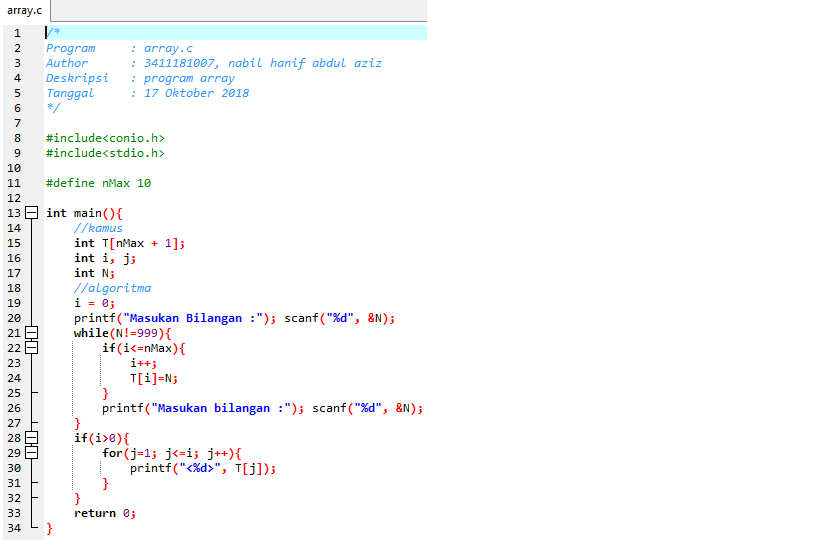 array.c
1 /*
2 Program : array.c
3 Author : 3411181007, nabil hanif abdul aziz
4 Deskripsi : program array
5 Tanggal : 17 Oktober 2018
6 */
7
8 #include<conio.h>
9 #include<stdio.h>
10
11 #define nMax 10
12
13 int main(){
14 //kamus
15 int T[nMax + 1];
16 int i, j;
17 int N;
18 //algoritma
19 i = 0;
20 printf("Masukan Bilangan :"); scanf("%d", &N);
21 while(N!=999){
22 if(i<=nMax){
23 i++;
24 T[i]=N;
25 }
26 printf("Masukan bilangan :"); scanf("%d", &N);
27 }
28 if(i>0){
29 for(j=1; j<=i; j++){
30 printf("<%d>", T[j]);
31 }
32 }
33 return 0;
34 }